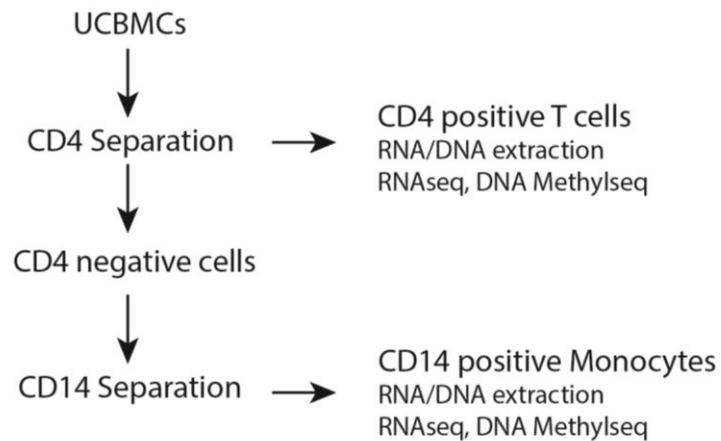 UCBMCs
CD4 Separation
CD4 positive T cells
RNA/DNA extraction
RNAseq, DNA Methylseq
CD4 negative cells
CD14 Separation
CD14 positive Monocytes
RNA/DNA extraction
RNAseq, DNA Methylseq